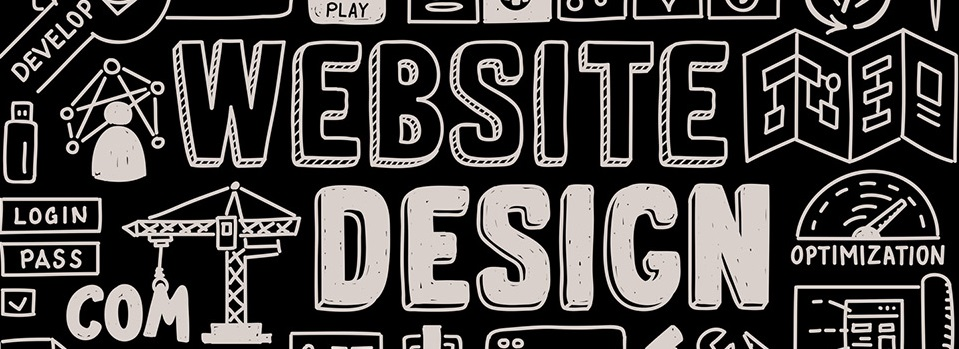 DEVELOP
PLAY
WEBSITE
DESIGN
LOGIN
PASS
COM
OPTIMIZATION